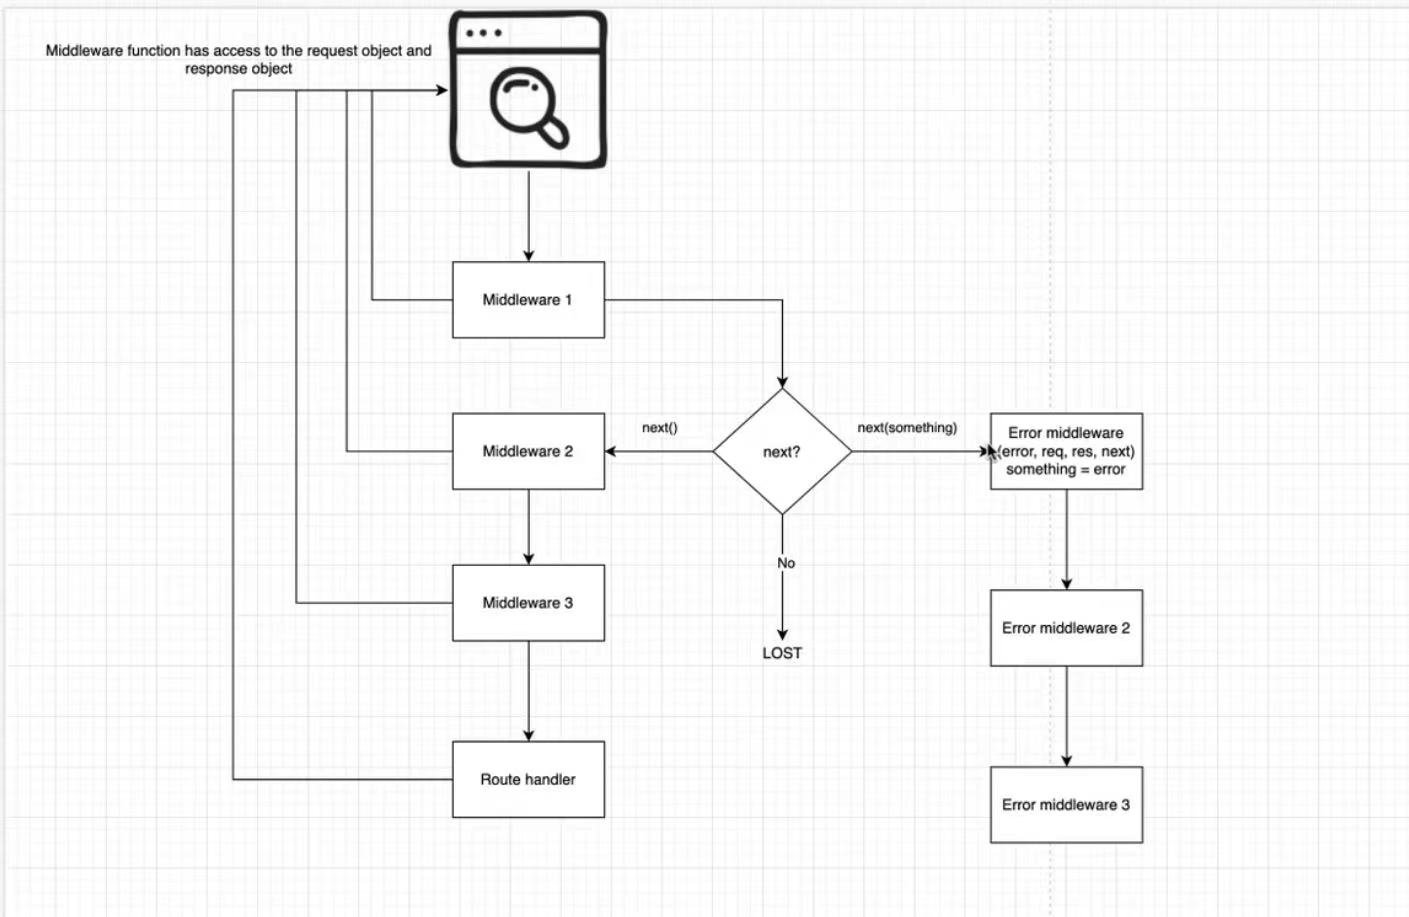 Middleware function has access to the request object and
response object
Middleware 1
next()
next?
next(something)
Middleware 2
Error middleware
(error, req, res, next)
something = error
No
Middleware 3
Error middleware 2
LOST
Route handler
Error middleware 3